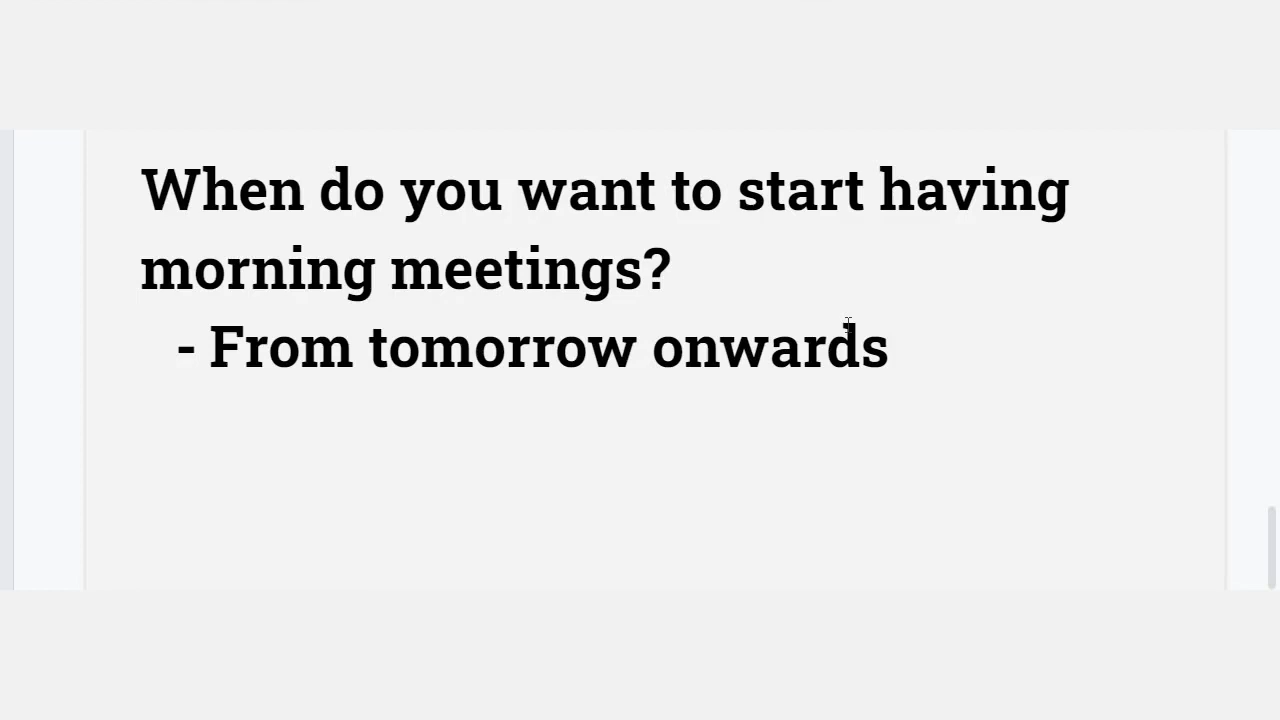 When do you want to start having
morning meetings?
- From tomorrow onwards